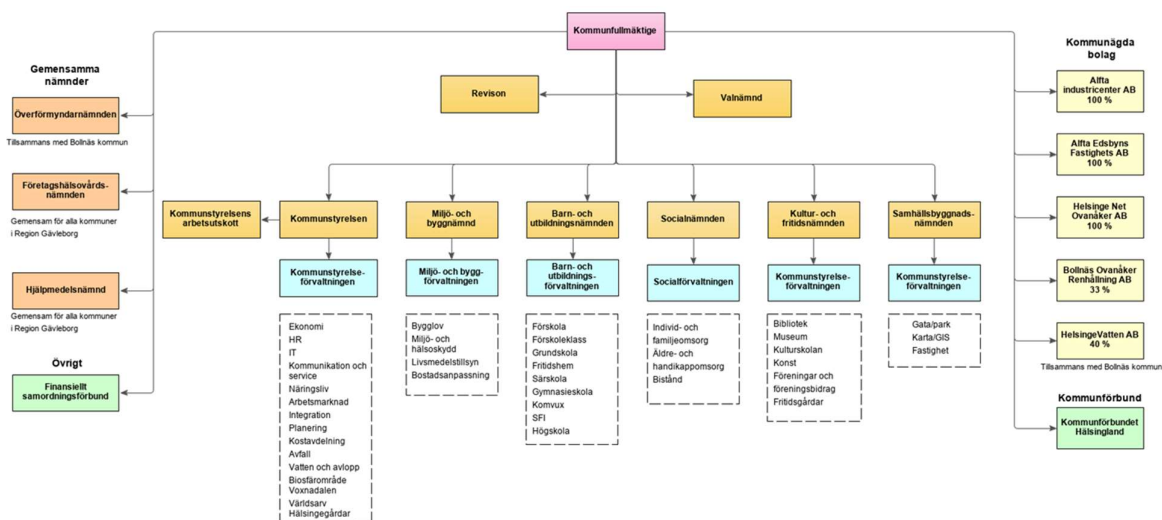 Kommunfullmäktige
Gemensamma
nämnder
Överförmyndarnämnden
Tillsammans med Bollnäs kommun
Företagshälsovårds-
nämnden
Gemensam för alla kommuner
i Region Gävleborg
Hjälpmedelsnämnd
Gemensam för alla kommuner
i Region Gävleborg
Övrigt
Finansiellt
samordningsförbund
Revison
Valnämnd
Kommunstyrelsens
arbetsutskott
Kommunstyrelsen
Kommunstyrelse-
förvaltningen
Ekonomi
HR
IT
Kommunikation och
service
Näringsliv
Arbetsmarknad
Integration
Planering
Kostavdelning
Avfall
Vatten och avlopp
Biosfärområde
Voxnadalen
Världsarv
Hälsingegårdar
Miljö- och
byggnämnd
Miljö- och bygg-
förvaltningen
Bygglov
Miljö- och
hälsoskydd
Livsmedelstillsyn
Bostadsanpassning
Barn- och
utbildningsnämnden
Barn- och
utbildnings-
förvaltningen
Förskola
Förskoleklass
Grundskola
Fritidshem
Särskola
Gymnasieskola
Komvux
SFI
Högskola
Socialnämnden
Socialförvaltningen
Individ- och
familjeomsorg
Äldre- och
handikappomsorg
Bistånd
Kultur- och
fritidsnämnden
Kommunstyrelse-
förvaltningen
Bibliotek
Museum
Kulturskolan
Konst
Föreningar och
föreningsbidrag
Fritidsgårdar
Samhällsbyggnads-
nämnden
Kommunstyrelse-
förvaltningen
Gata/park
Karta/GIS
Fastighet
Kommunägda
bolag
Alfta
industricenter AB
100 %
Alfta Edsbyns
Fastighets AB
100 %
Helsinge Net
Ovanåker AB
100 %
Bollnäs Ovanåker
Renhållning AB
33 %
HelsingeVatten AB
40 %
Tillsammans med Bollnäs kommun
Kommunförbund
Kommunförbundet
Hälsingland